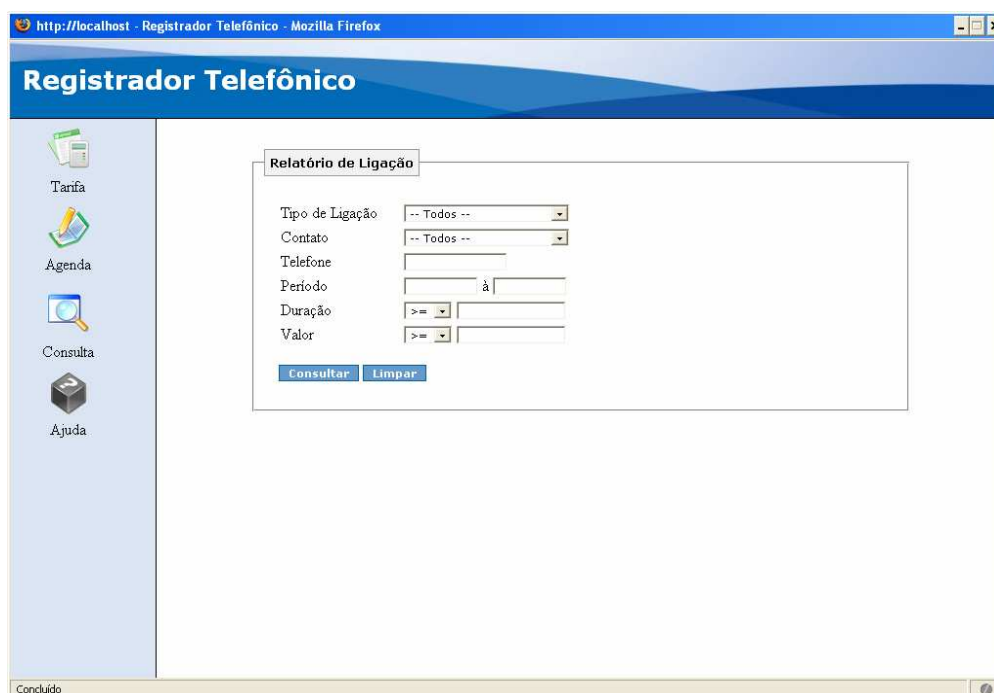 http://localhost - Registrador Telefônico - Mozilla Firefox
Registrador Telefônico
Tarifa
Agenda
Consulta
Ajuda
Relatório de Ligação
Tipo de Ligação -- Todos --
Contato -- Todos --
Telefone
Período à
Duração >=
Valor >=
Consultar Limpar
Concluído